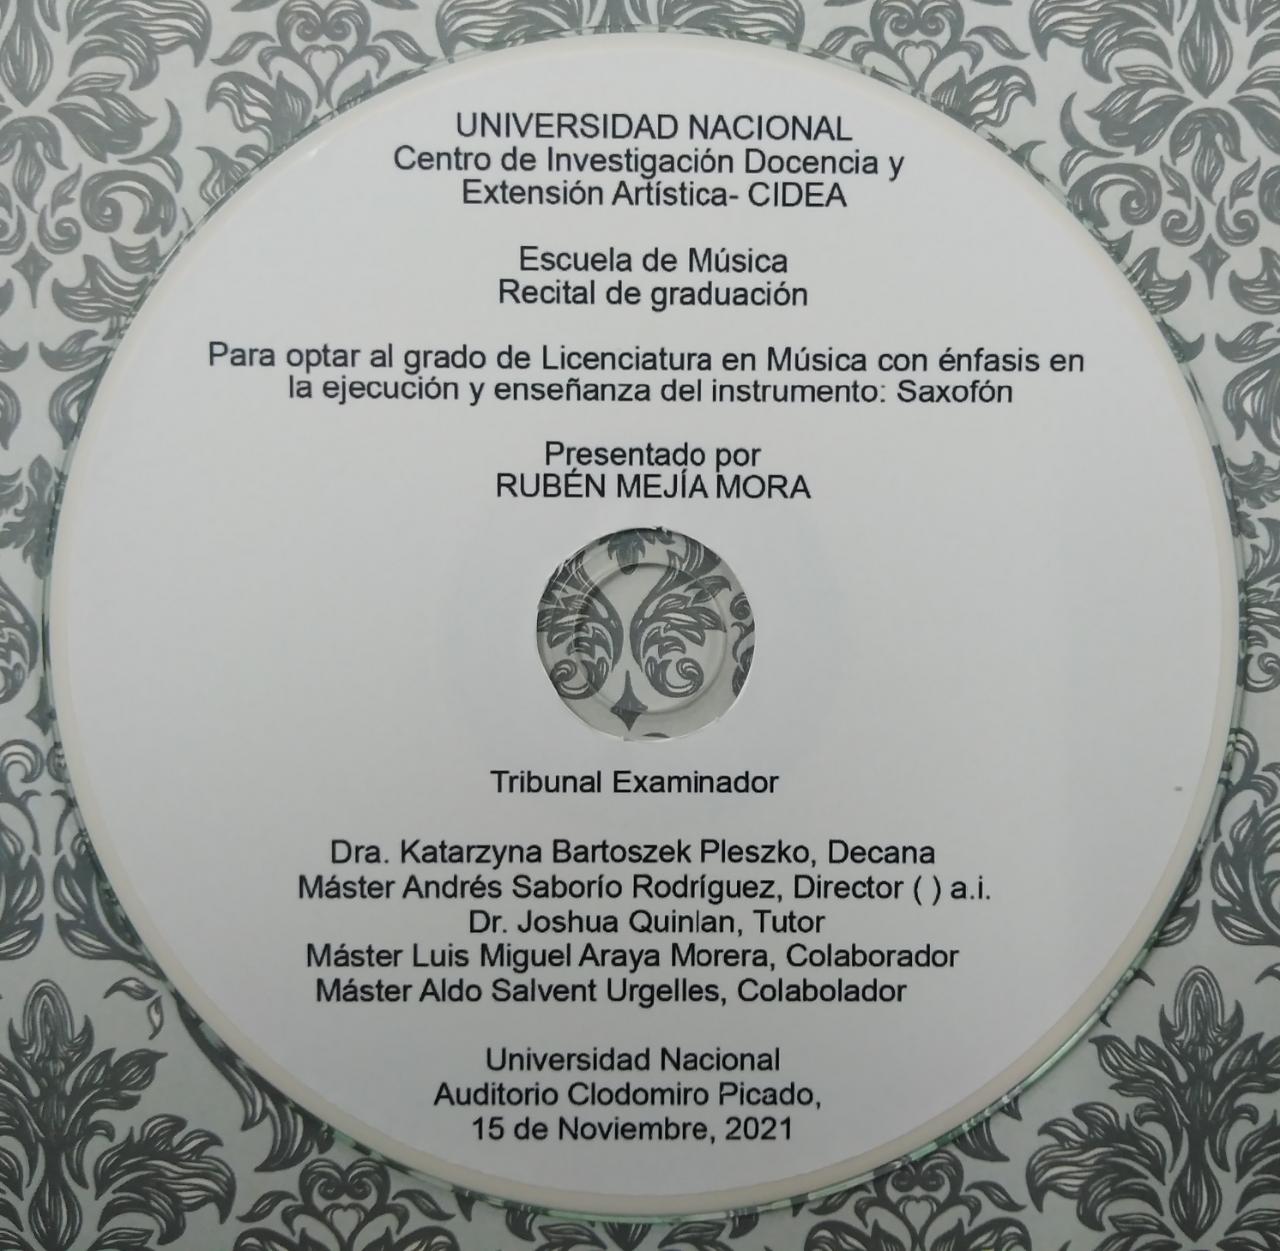 UNIVERSIDAD NACIONAL
Centro de Investigación Docencia y
Extensión Artística- CIDEA
Escuela de Música
Recital de graduación
Para optar al grado de Licenciatura en Música con énfasis en
la ejecución y enseñanza del instrumento: Saxofón
Presentado por
RUBÉN MEJÍA MORA
Tribunal Examinador
Dra. Katarzyna Bartoszek Pleszko, Decana
Máster Andrés Saborío Rodríguez, Director ( ) a.i.
Dr. Joshua Quinlan, Tutor
Máster Luis Miguel Araya Morera, Colaborador
Máster Aldo Salvent Urgelles, Colabolador
Universidad Nacional
Auditorio Clodomiro Picado,
15 de Noviembre, 2021